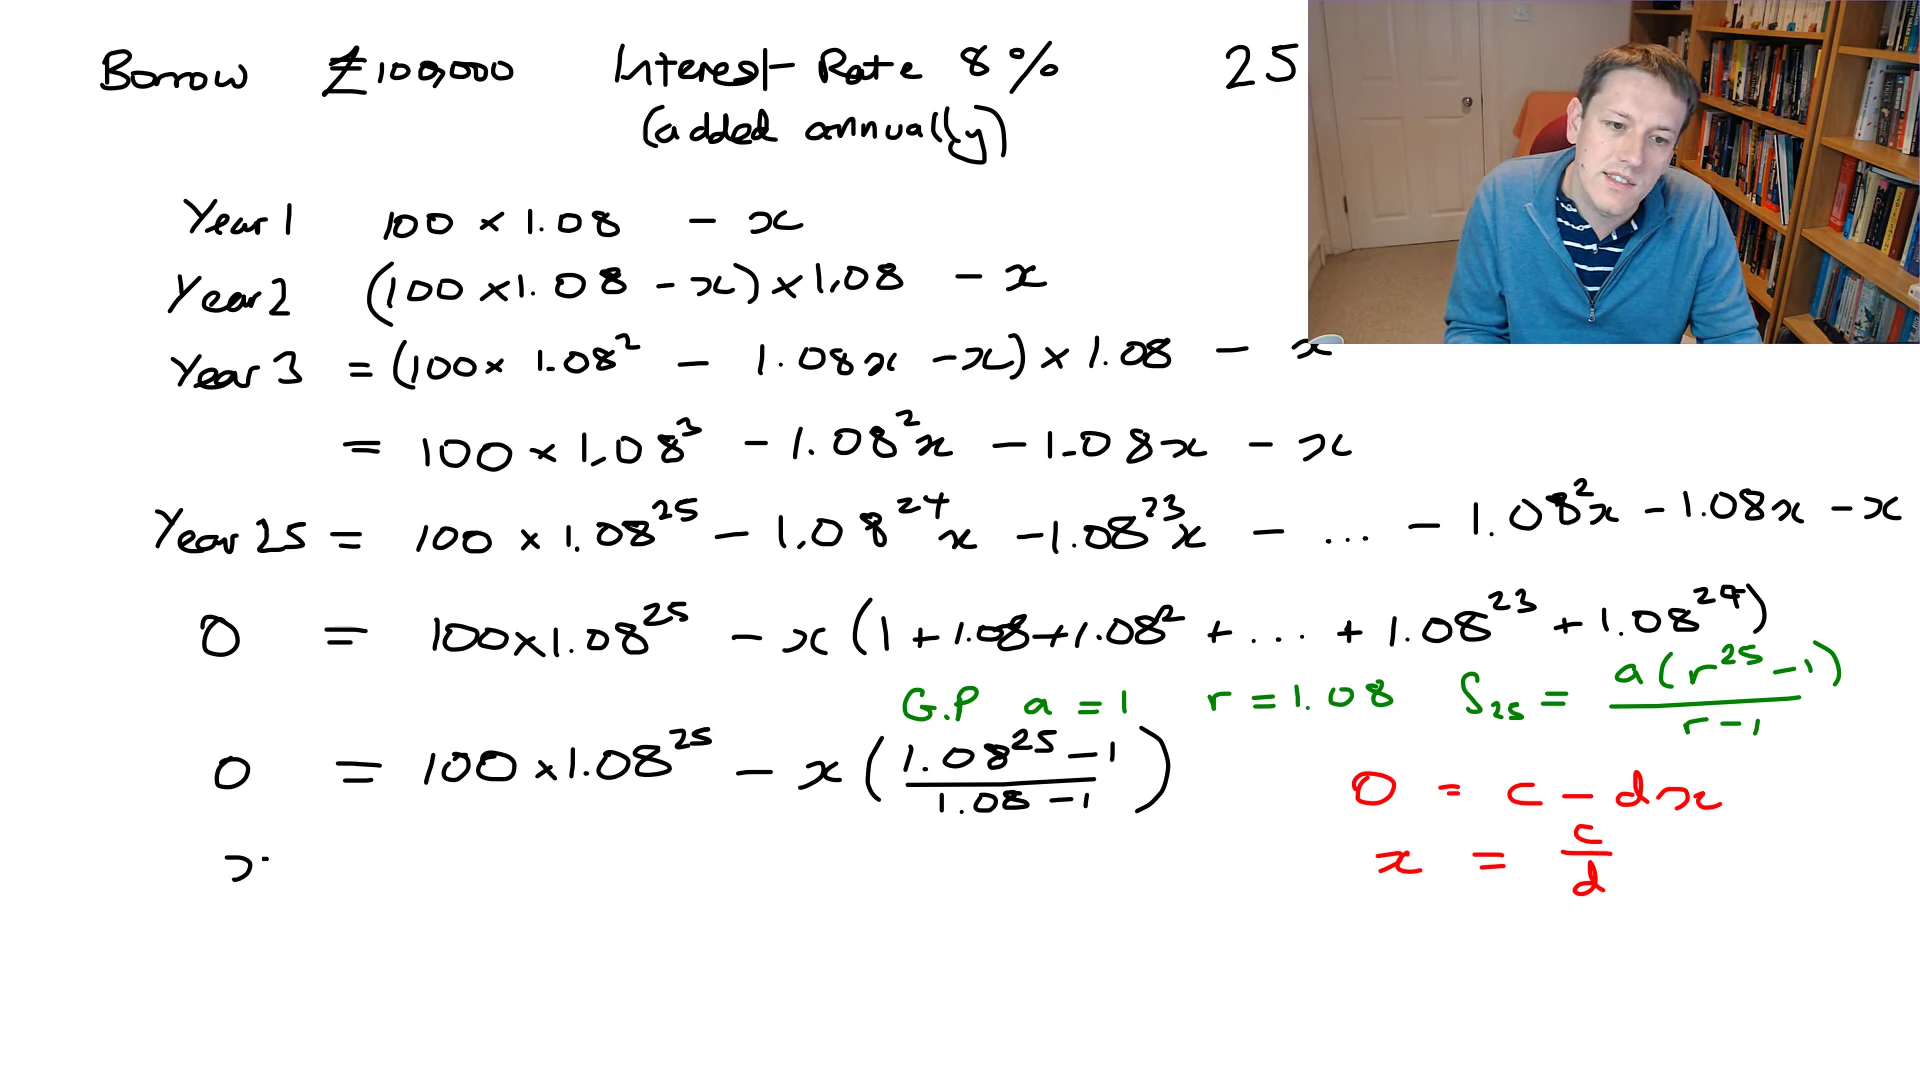 Borrow £100,000 Interest Rate 8% 25
(added annually)
Year 1 100 × 1.08 - x
Year 2 (100 × 1.08 - x) × 1.08 - x
Year 3 = (100 × 1.08² - 1.08x - x) × 1.08 - x
= 100 × 1.08³ - 1.08²x - 1.08x - x
Year 25 = 100 × 1.08²⁵ - 1.08²⁴x - 1.08²³x - ... - 1.08²x - 1.08x - x
0 = 100 × 1.08²⁵ - x (1 + 1.08 + 1.08² + ... + 1.08²³ + 1.08²⁴)
G.P a = 1 r = 1.08 S₂₅ = a(r²⁵ - 1) / r - 1
0 = 100 × 1.08²⁵ - x ( 1.08²⁵ - 1 / 1.08 - 1 )
0 = c - dx
x = c / d